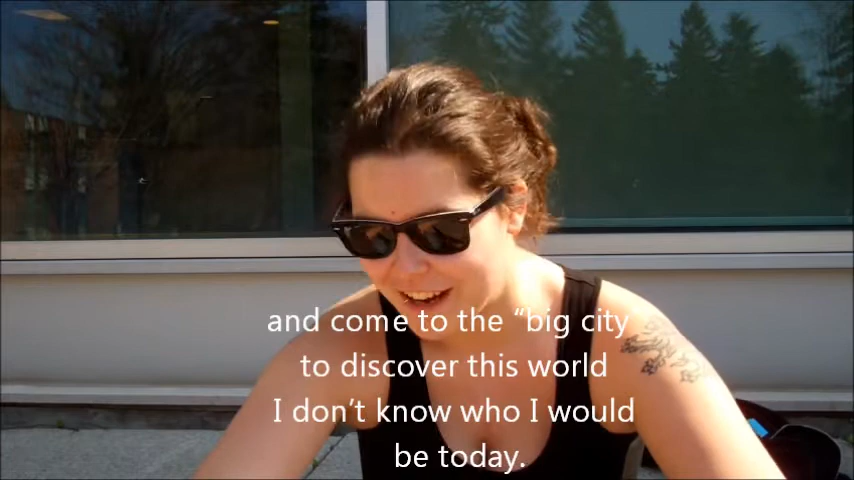 and come to the “big city
to discover this world
I don’t know who I would
be today.